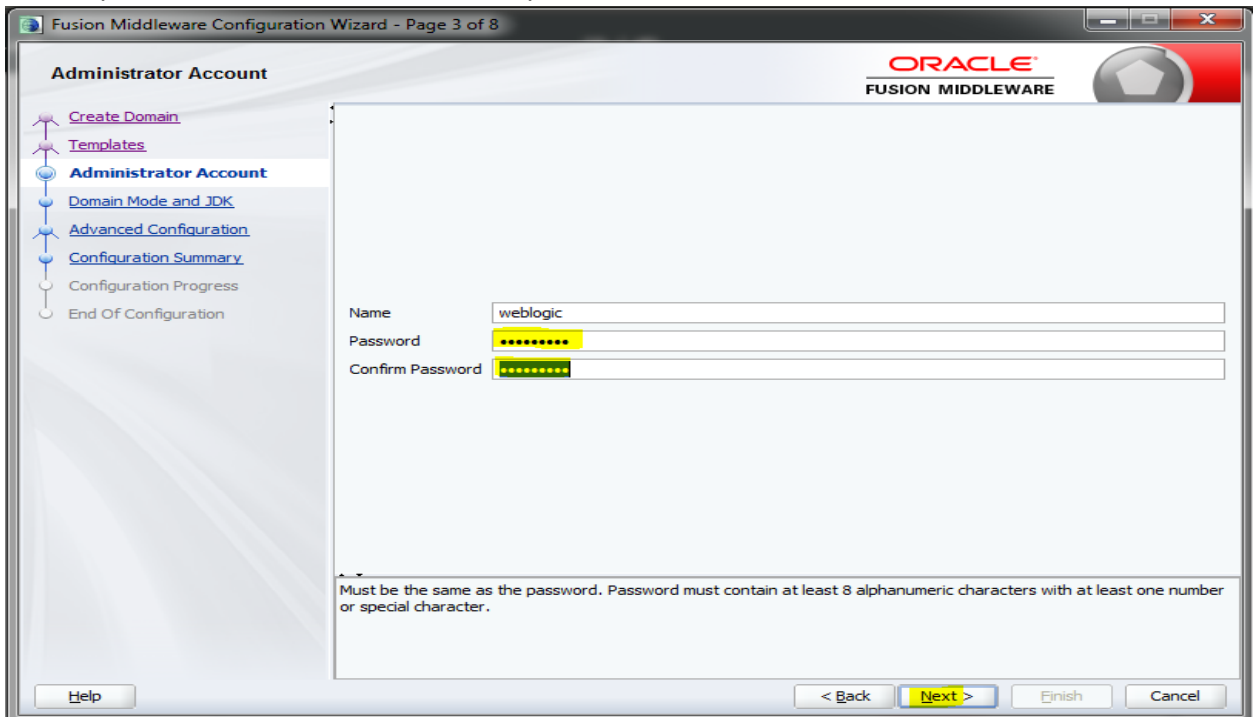 Fusion Middleware Configuration Wizard - Page 3 of 8
Administrator Account
ORACLE
FUSION MIDDLEWARE
Create Domain
Templates
Administrator Account
Domain Mode and JDK
Advanced Configuration
Configuration Summary
Configuration Progress
End Of Configuration
Name weblogic
Password •••••••••
Confirm Password •••••••••
Must be the same as the password. Password must contain at least 8 alphanumeric characters with at least one number
or special character.
Help < Back Next > Finish Cancel